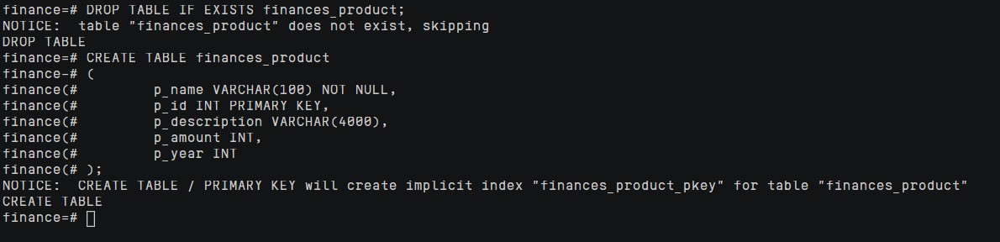 finance=# DROP TABLE IF EXISTS finances_product;
NOTICE:  table "finances_product" does not exist, skipping
DROP TABLE
finance=# CREATE TABLE finances_product
finance-# (
finance(#         p_name VARCHAR(100) NOT NULL,
finance(#         p_id INT PRIMARY KEY,
finance(#         p_description VARCHAR(4000),
finance(#         p_amount INT,
finance(#         p_year INT
finance(# );
NOTICE:  CREATE TABLE / PRIMARY KEY will create implicit index "finances_product_pkey" for table "finances_product"
CREATE TABLE
finance=#